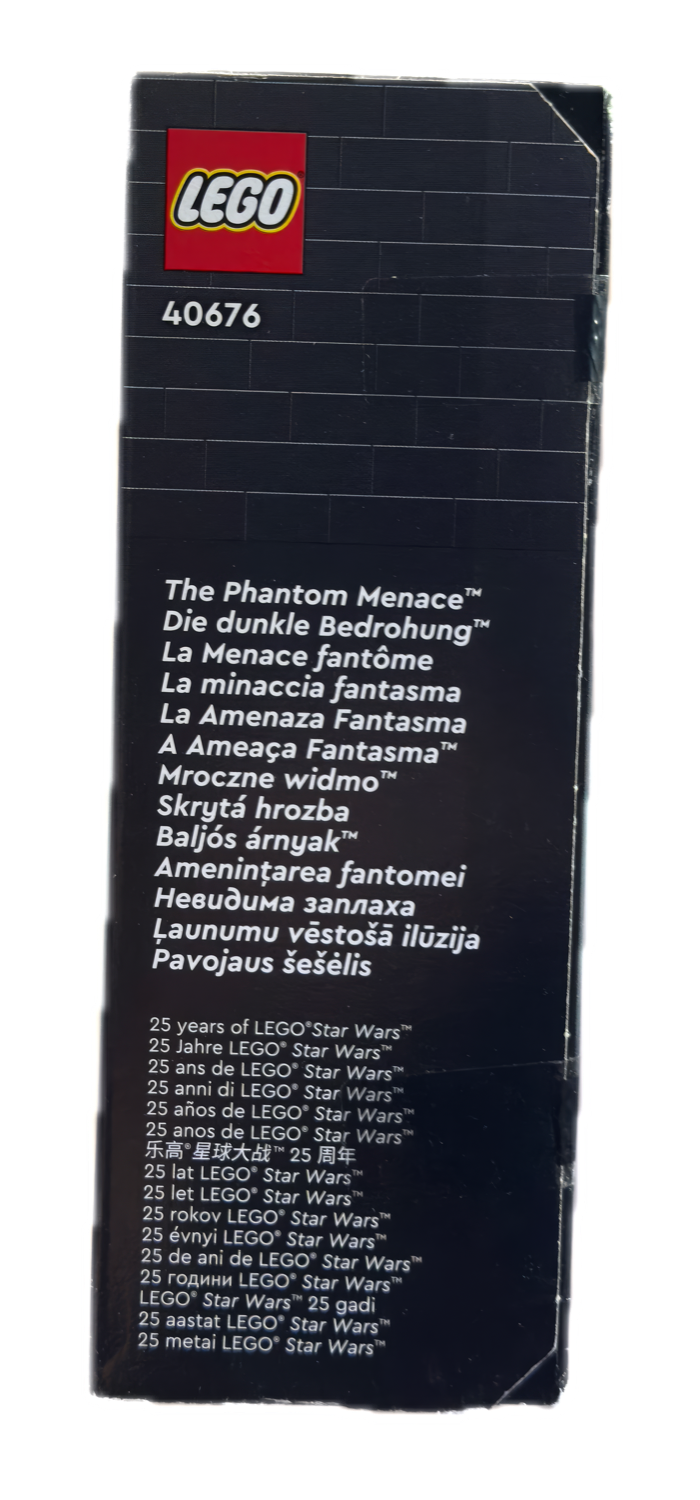 LEGO
40676
The Phantom Menace™
Die dunkle Bedrohung™
La Menace fantôme
La minaccia fantasma
La Amenaza Fantasma
A Ameaça Fantasma™
Mroczne widmo™
Skrytá hrozba
Baljós árnyak™
Amenințarea fantomei
Невидима заплаха
Ļaunumu vēstošā ilūzija
Pavojaus šešėlis
25 years of LEGO®Star Wars™
25 Jahre LEGO® Star Wars™
25 ans de LEGO® Star Wars™
25 anni di LEGO® Star Wars™
25 años de LEGO® Star Wars™
25 anos de LEGO® Star Wars™
乐高®星球大战™ 25 周年
25 lat LEGO® Star Wars™
25 let LEGO® Star Wars™
25 rokov LEGO® Star Wars™
25 évnyi LEGO® Star Wars™
25 de ani de LEGO® Star Wars™
25 години LEGO® Star Wars™
LEGO® Star Wars™ 25 gadi
25 aastat LEGO® Star Wars™
25 metai LEGO® Star Wars™